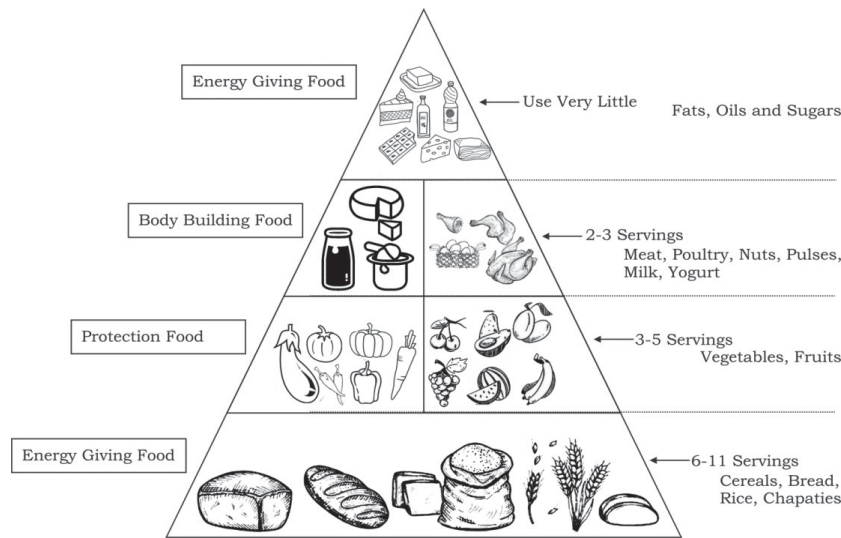 Energy Giving Food
Use Very Little
Fats, Oils and Sugars
Body Building Food
2-3 Servings
Meat, Poultry, Nuts, Pulses,
Milk, Yogurt
Protection Food
3-5 Servings
Vegetables, Fruits
Energy Giving Food
6-11 Servings
Cereals, Bread,
Rice, Chapaties